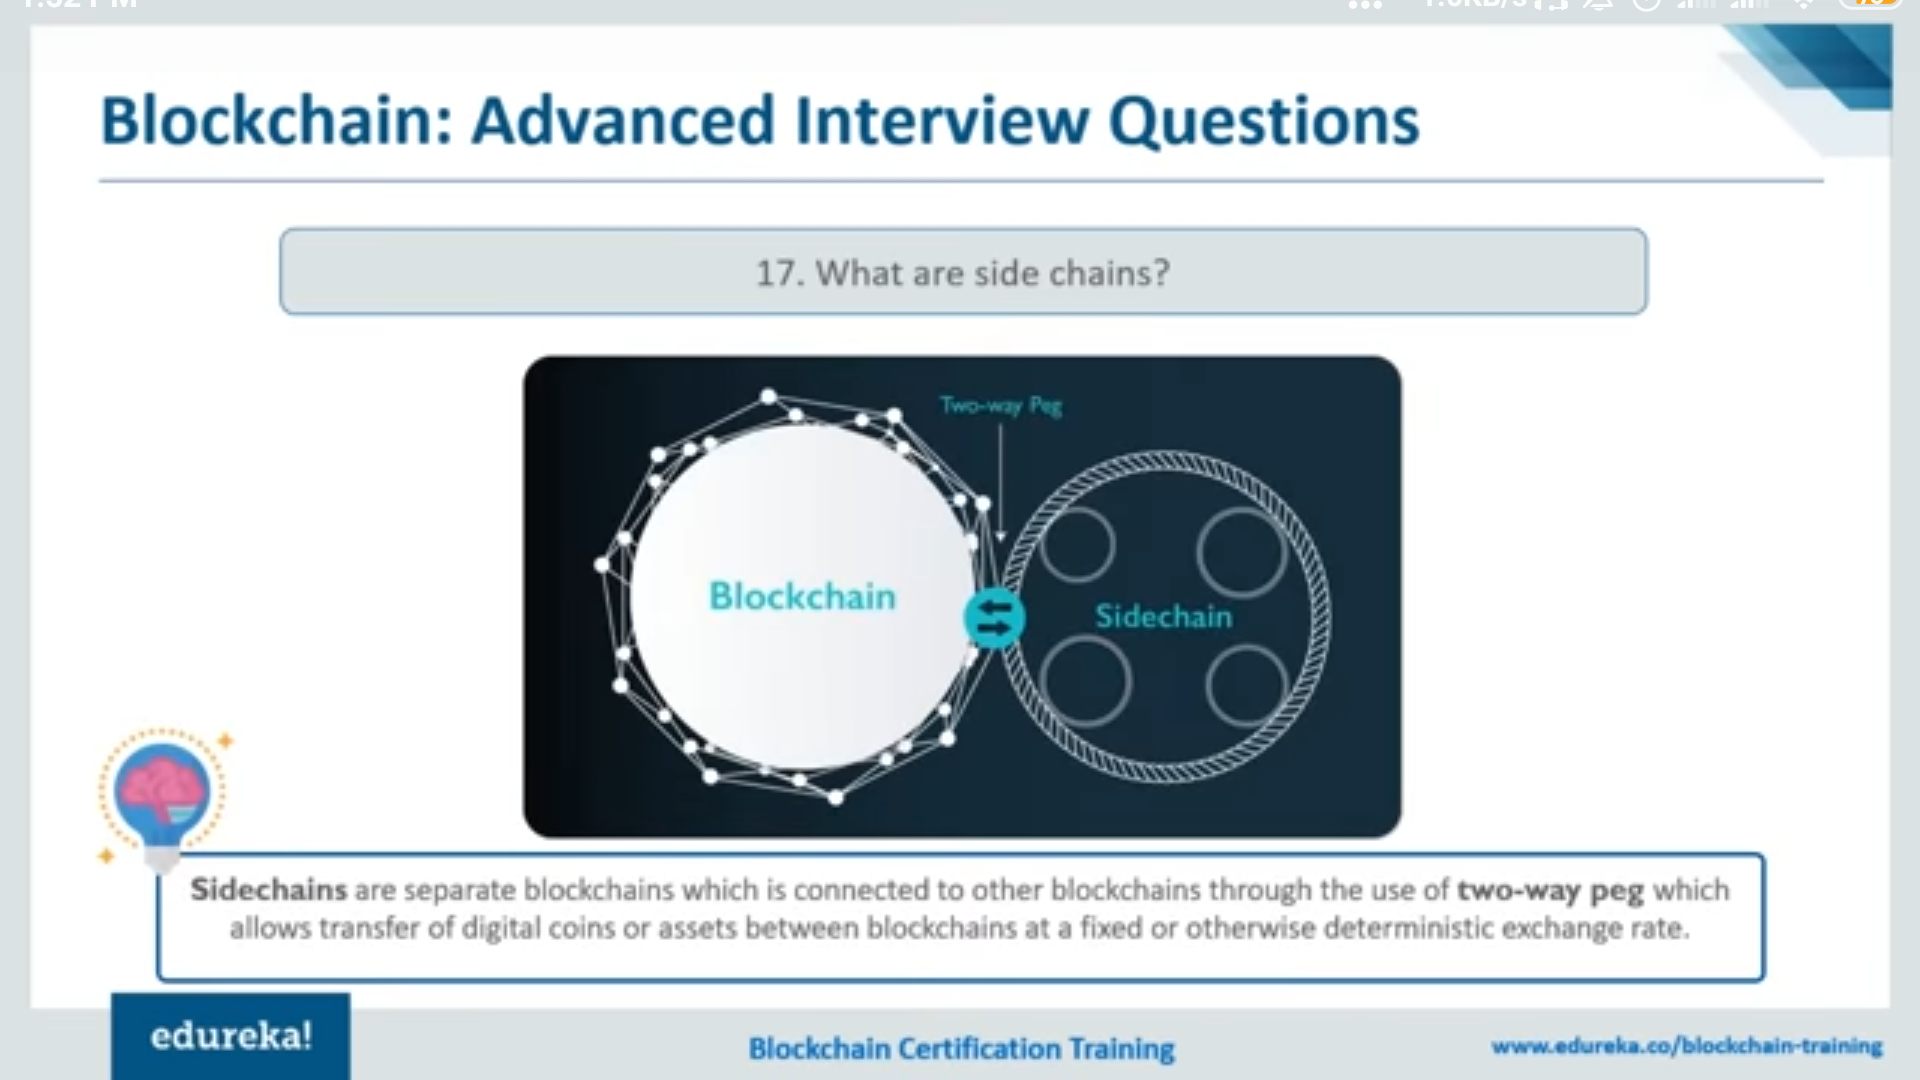 Blockchain: Advanced Interview Questions
17. What are side chains?
Two-way Peg
Blockchain
Sidechain
Sidechains are separate blockchains which is connected to other blockchains through the use of two-way peg which
allows transfer of digital coins or assets between blockchains at a fixed or otherwise deterministic exchange rate.
edureka!
Blockchain Certification Training
www.edureka.co/blockchain-training